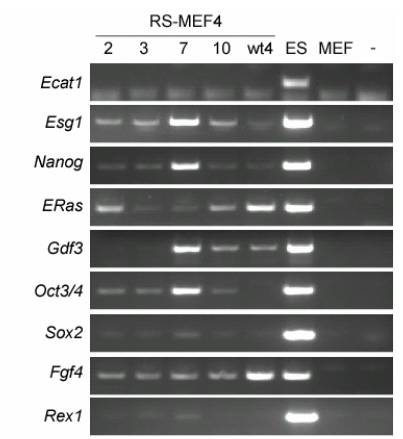 RS-MEF4
2 3 7 10 wt4 ES MEF -
Ecat1
Esg1
Nanog
ERas
Gdf3
Oct3/4
Sox2
Fgf4
Rex1